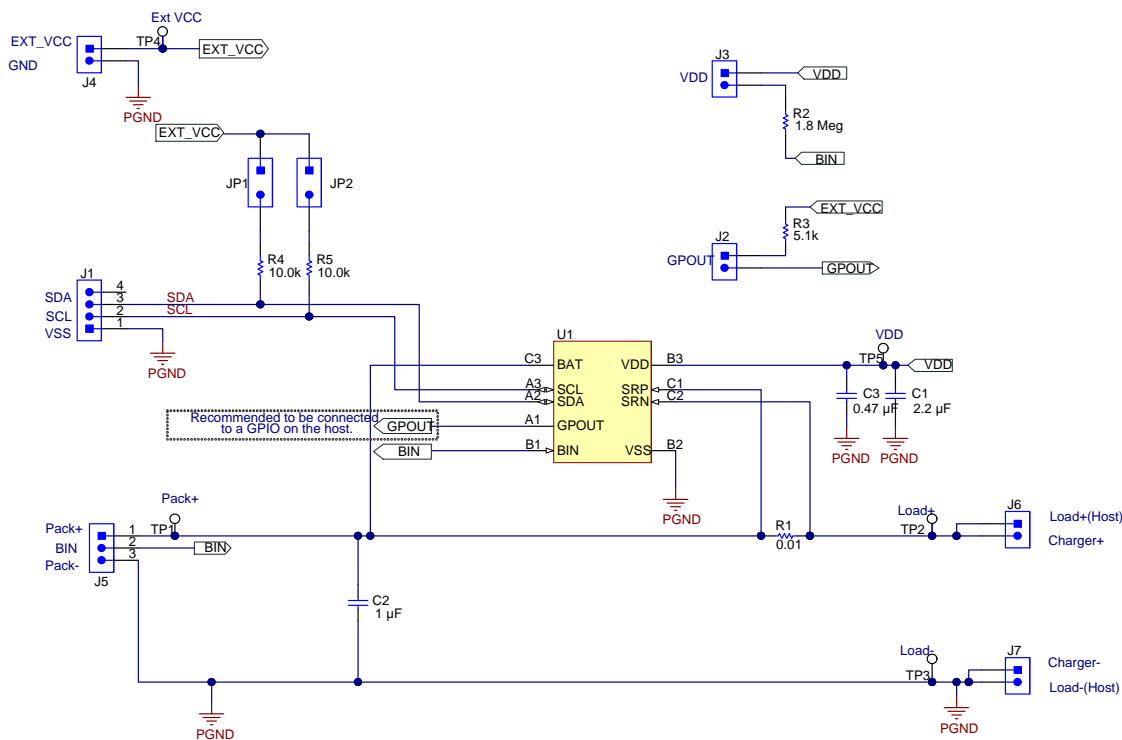 Ext VCC
EXT_VCC
TP4
EXT_VCC
GND
J4
PGND
J3
VDD
VDD
R2
1.8 Meg
BIN
EXT_VCC
JP1
JP2
EXT_VCC
R3
5.1k
J2
GPOUT
GPOUT
R4
10.0k
R5
10.0k
J1
4
SDA
3
SDA
SCL
2
SCL
VSS
1
PGND
U1
VDD
C3
BAT
VDD
B3
TP5
VDD
A3
SCL
SRP
C1
A2
SDA
SRN
C2
C3
0.47 µF
C1
2.2 µF
Recommended to be connected
to a GPIO on the host.
GPOUT
A1
GPOUT
BIN
B1
BIN
VSS
B2
PGND
PGND
PGND
Pack+
Load+
J6
Pack+
1
TP1
R1
0.01
TP2
Load+(Host)
BIN
2
BIN
Charger+
Pack-
3
J5
C2
1 µF
Load-
J7
TP3
Charger-
Load-(Host)
PGND
PGND